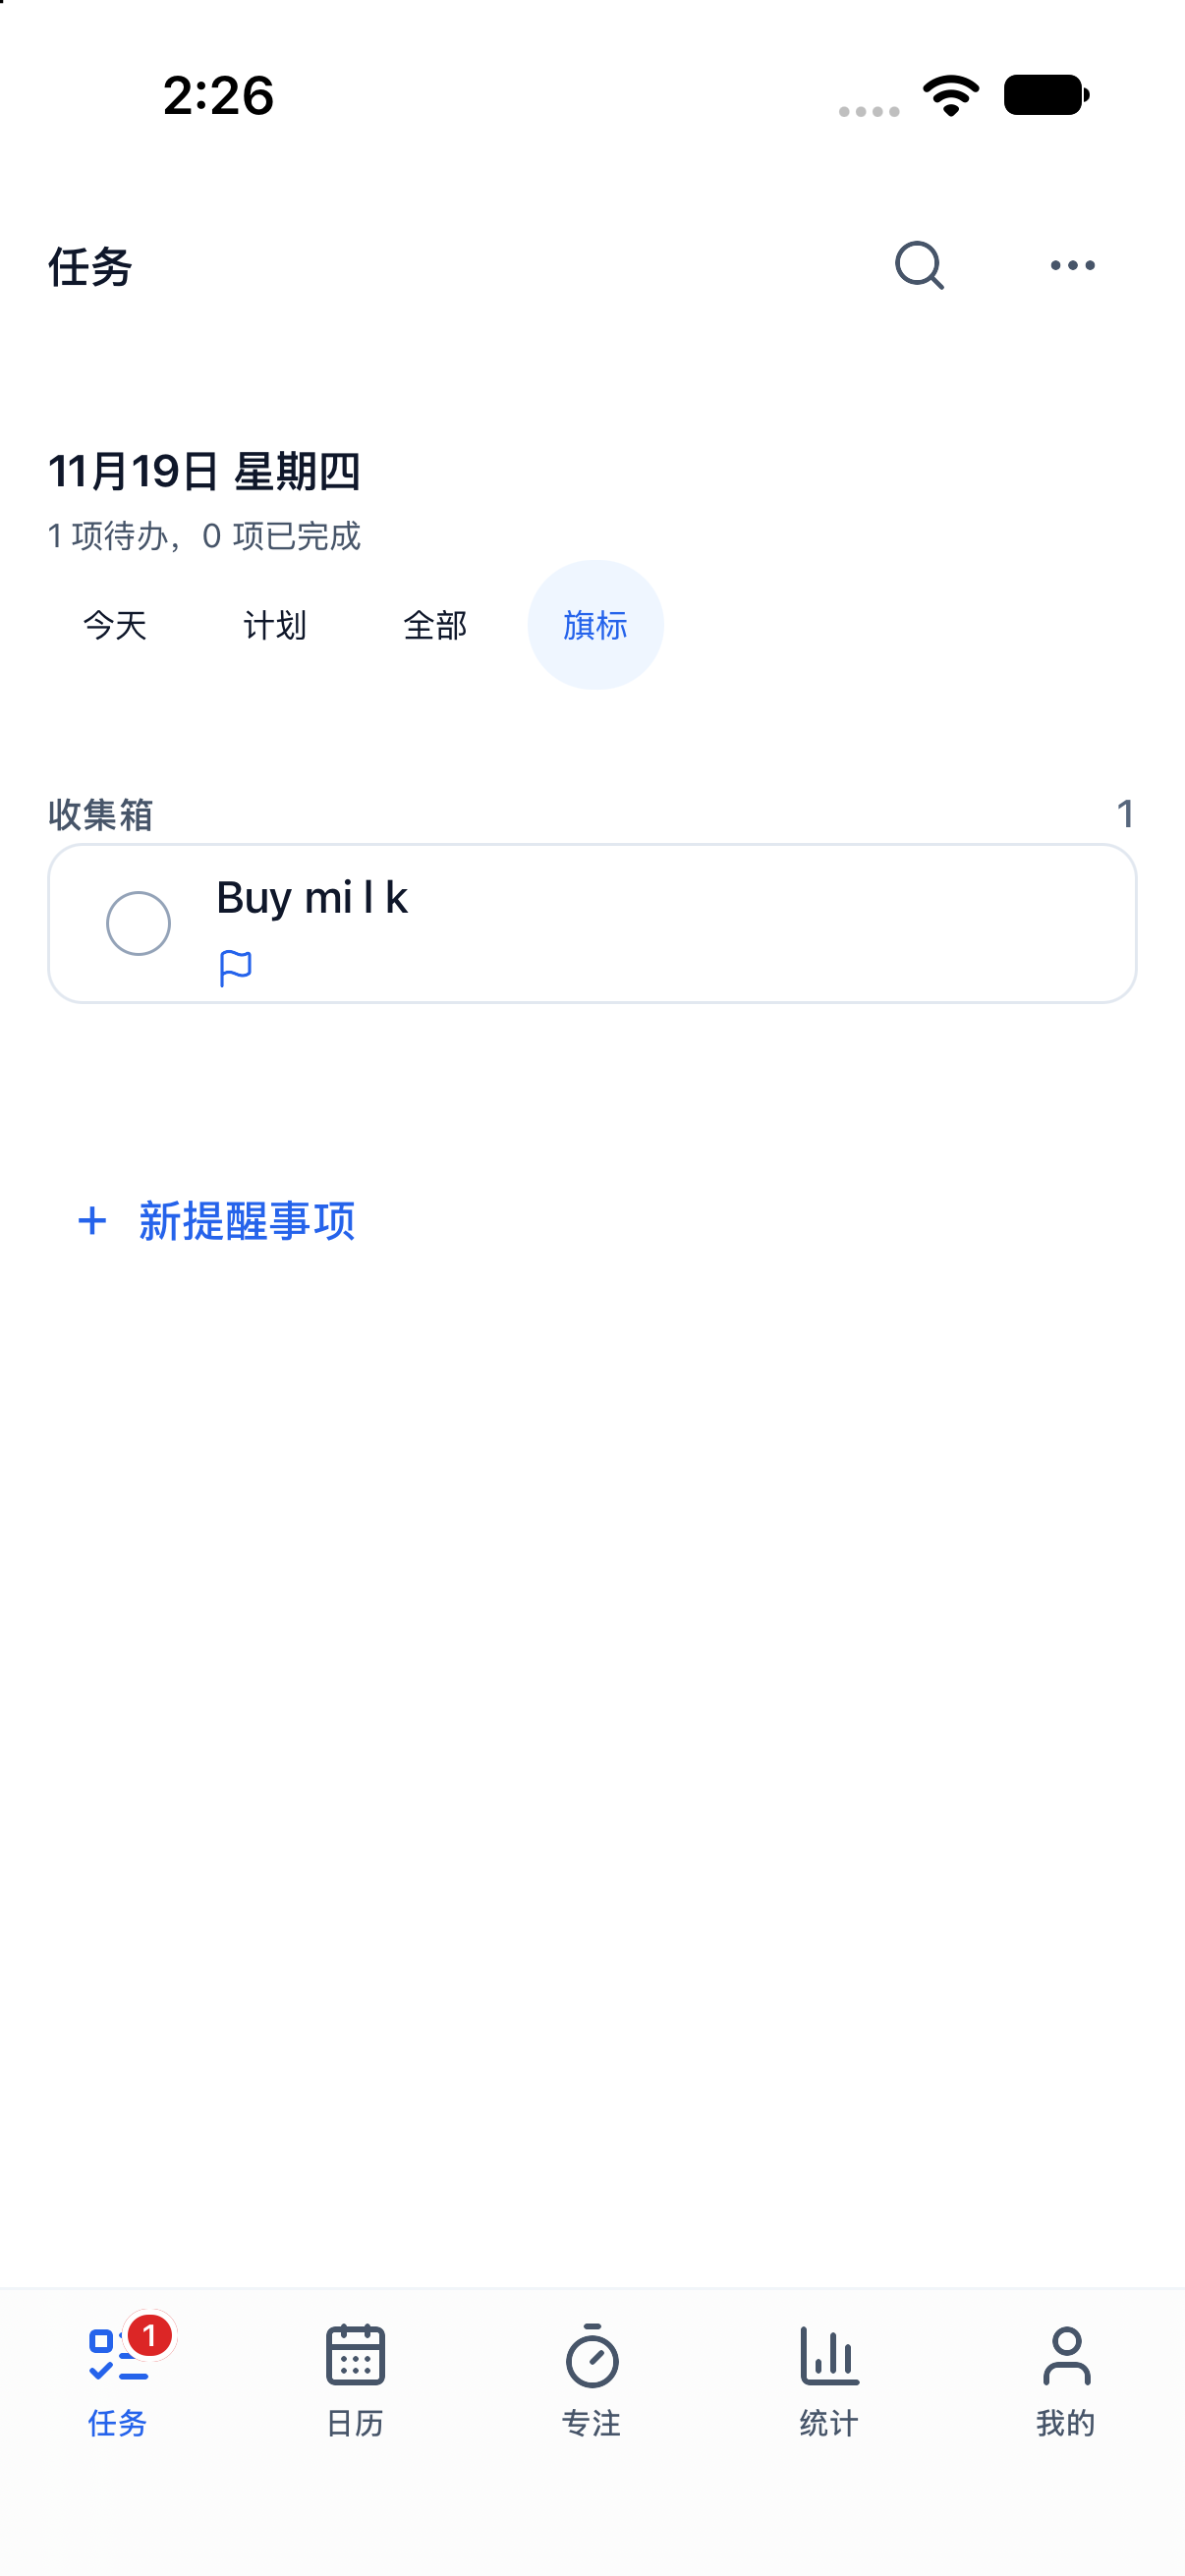 2:26
任务
11月19日 星期四
1 项待办，0 项已完成
今天 计划 全部 旗标
收集箱 1
Buy mi l k
+ 新提醒事项
1
任务 日历 专注 统计 我的